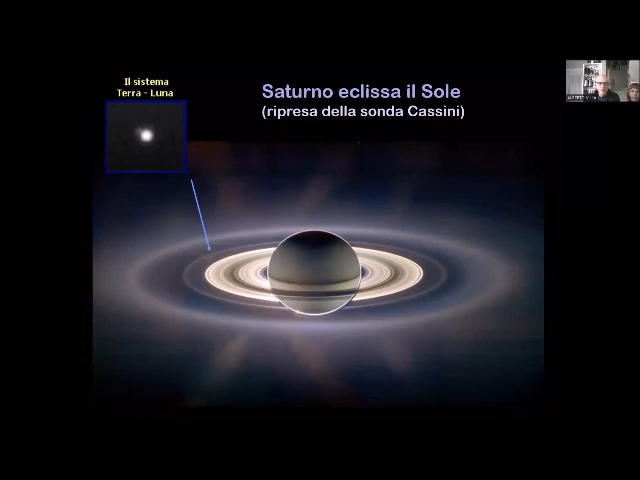 Il sistema
Terra - Luna
Saturno eclissa il Sole
(ripresa della sonda Cassini)